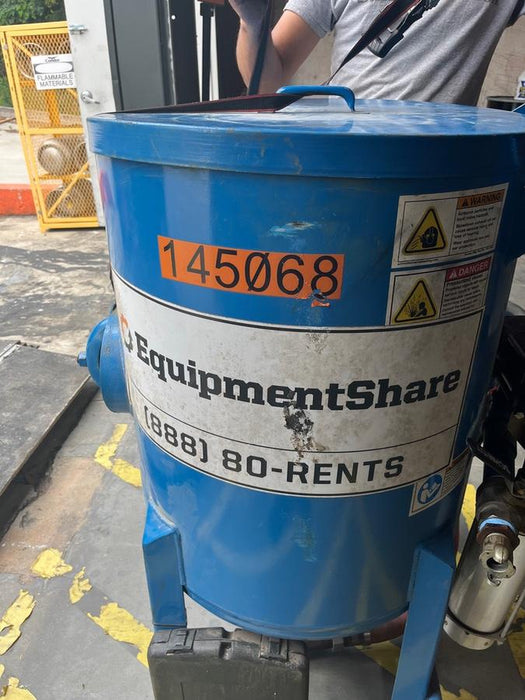 FLAMMABLE
MATERIALS
WARNING
145068
DANGER
EquipmentShare
(888) 80-RENTS